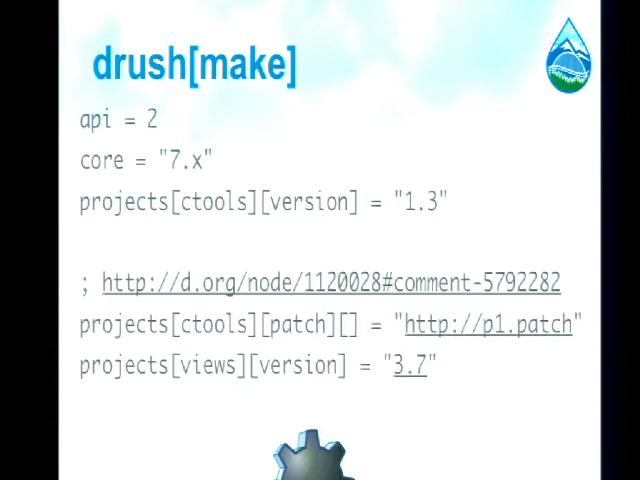 drush[make]
api = 2
core = "7.x"
projects[ctools][version] = "1.3"
; http://d.org/node/1120028#comment-5792282
projects[ctools][patch][] = "http://p1.patch"
projects[views][version] = "3.7"